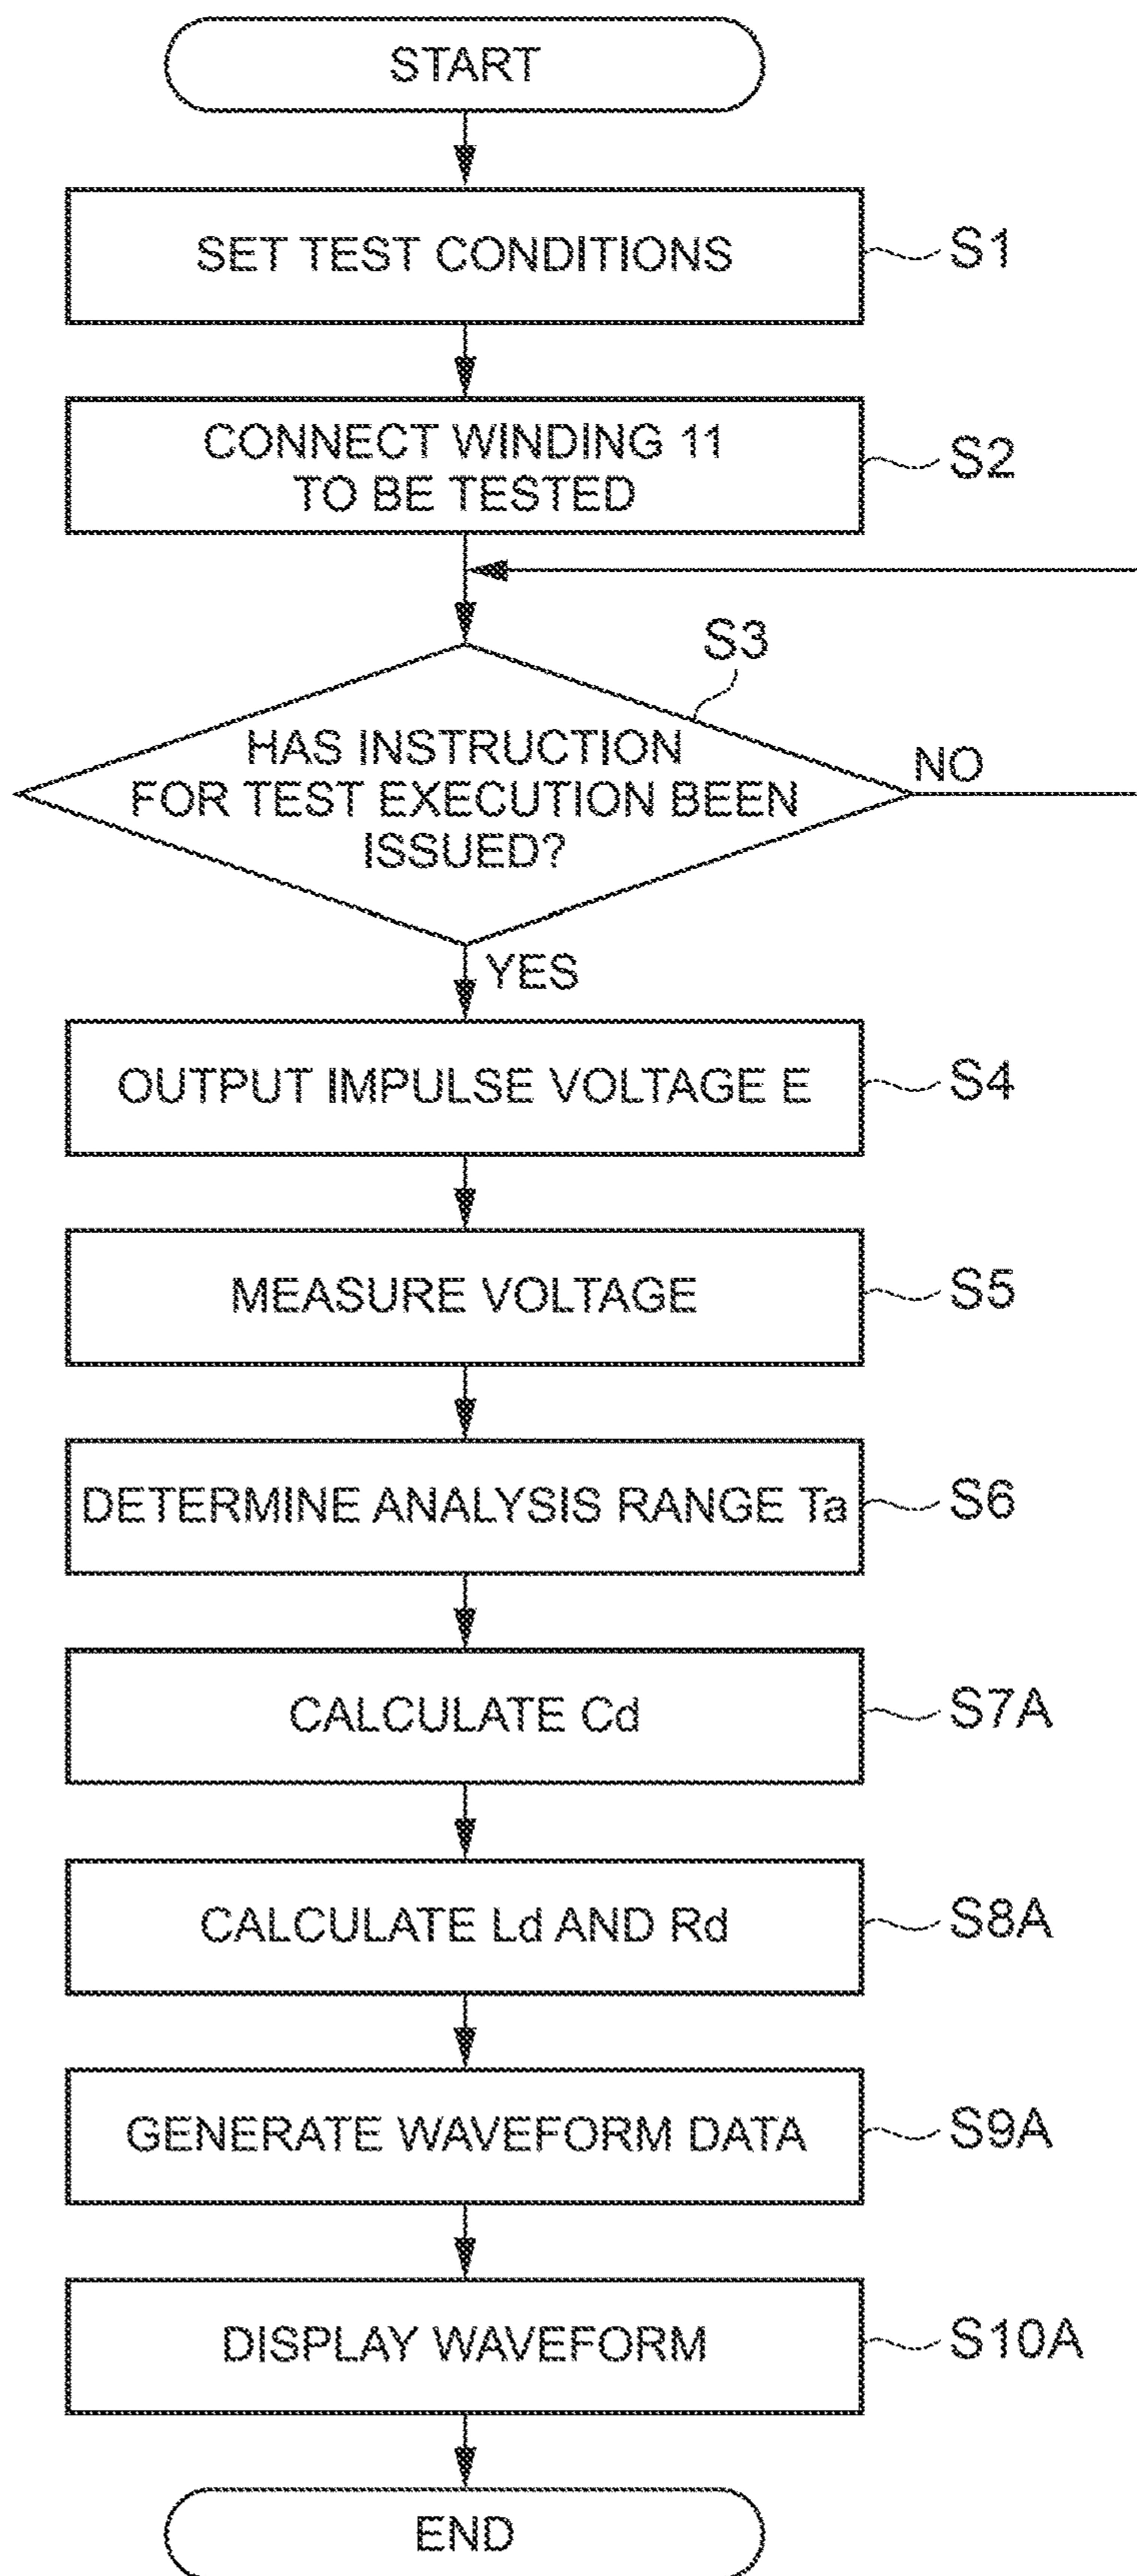 START
SET TEST CONDITIONS
S1
CONNECT WINDING 11
TO BE TESTED
S2
S3
HAS INSTRUCTION
FOR TEST EXECUTION BEEN
ISSUED?
NO
YES
OUTPUT IMPULSE VOLTAGE E
S4
MEASURE VOLTAGE
S5
DETERMINE ANALYSIS RANGE Ta
S6
CALCULATE Cd
S7A
CALCULATE Ld AND Rd
S8A
GENERATE WAVEFORM DATA
S9A
DISPLAY WAVEFORM
S10A
END